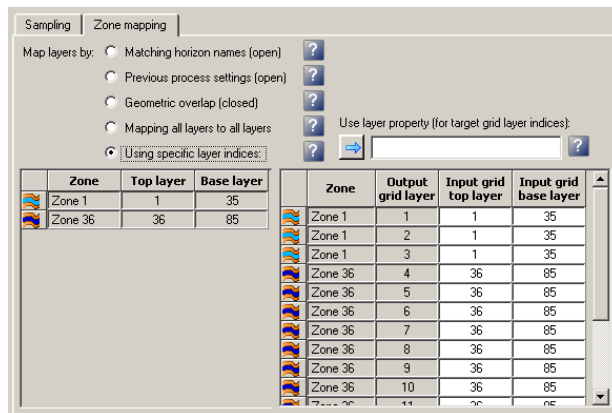 Sampling Zone mapping
Map layers by: Matching horizon names (open) ?
Previous process settings (open) ?
Geometric overlap (closed) ?
Mapping all layers to all layers ?
Using specific layer indices: ?
Use layer property (for target grid layer indices):
?
Zone Top layer Base layer
Zone 1 1 35
Zone 36 36 85
Zone Output grid layer Input grid top layer Input grid base layer
Zone 1 1 1 35
Zone 1 2 1 35
Zone 1 3 1 35
Zone 36 4 36 85
Zone 36 5 36 85
Zone 36 6 36 85
Zone 36 7 36 85
Zone 36 8 36 85
Zone 36 9 36 85
Zone 36 10 36 85